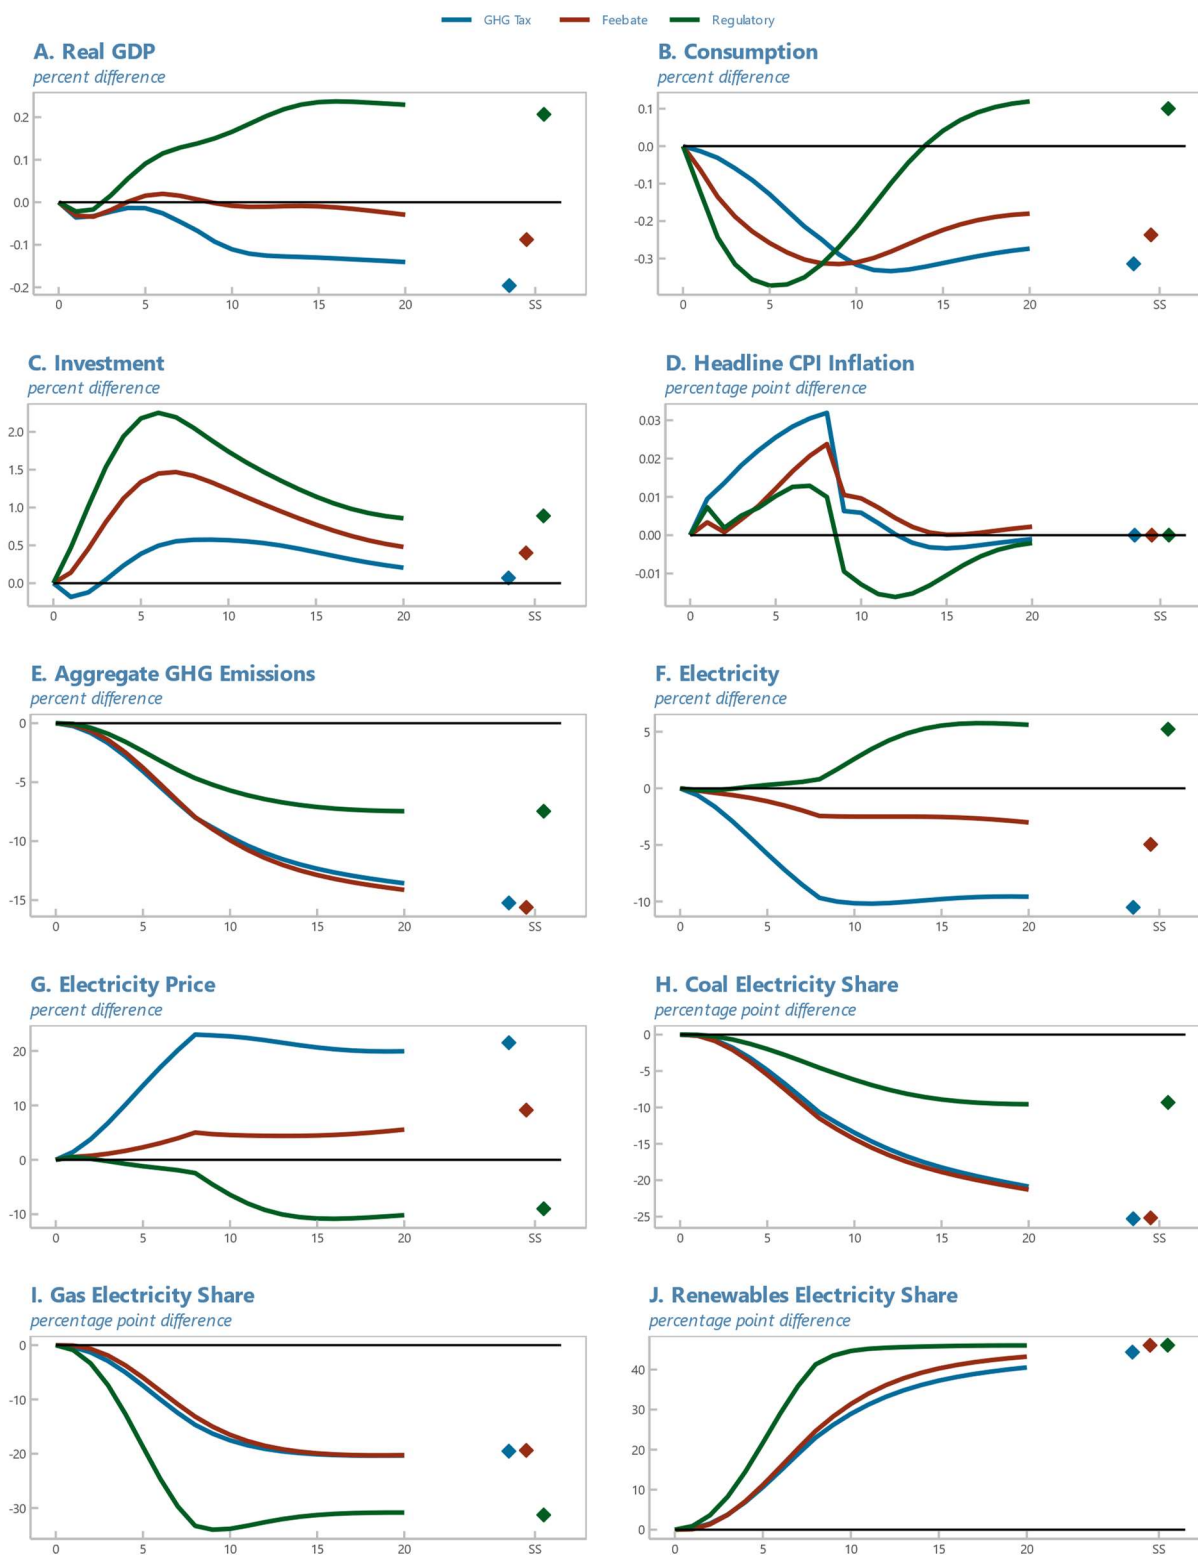 GHG Tax Feebate Regulatory
A. Real GDP
percent difference
0.2
0.1
0.0
-0.1
-0.2
0 5 10 15 20 SS
B. Consumption
percent difference
0.1
0.0
-0.1
-0.2
-0.3
0 5 10 15 20 SS
C. Investment
percent difference
2.0
1.5
1.0
0.5
0.0
0 5 10 15 20 SS
D. Headline CPI Inflation
percentage point difference
0.03
0.02
0.01
0.00
-0.01
0 5 10 15 20 SS
E. Aggregate GHG Emissions
percent difference
0
-5
-10
-15
0 5 10 15 20 SS
F. Electricity
percent difference
5
0
-5
-10
0 5 10 15 20 SS
G. Electricity Price
percent difference
20
10
0
-10
0 5 10 15 20 SS
H. Coal Electricity Share
percentage point difference
0
-5
-10
-15
-20
-25
0 5 10 15 20 SS
I. Gas Electricity Share
percentage point difference
0
-10
-20
-30
0 5 10 15 20 SS
J. Renewables Electricity Share
percentage point difference
40
30
20
10
0
0 5 10 15 20 SS